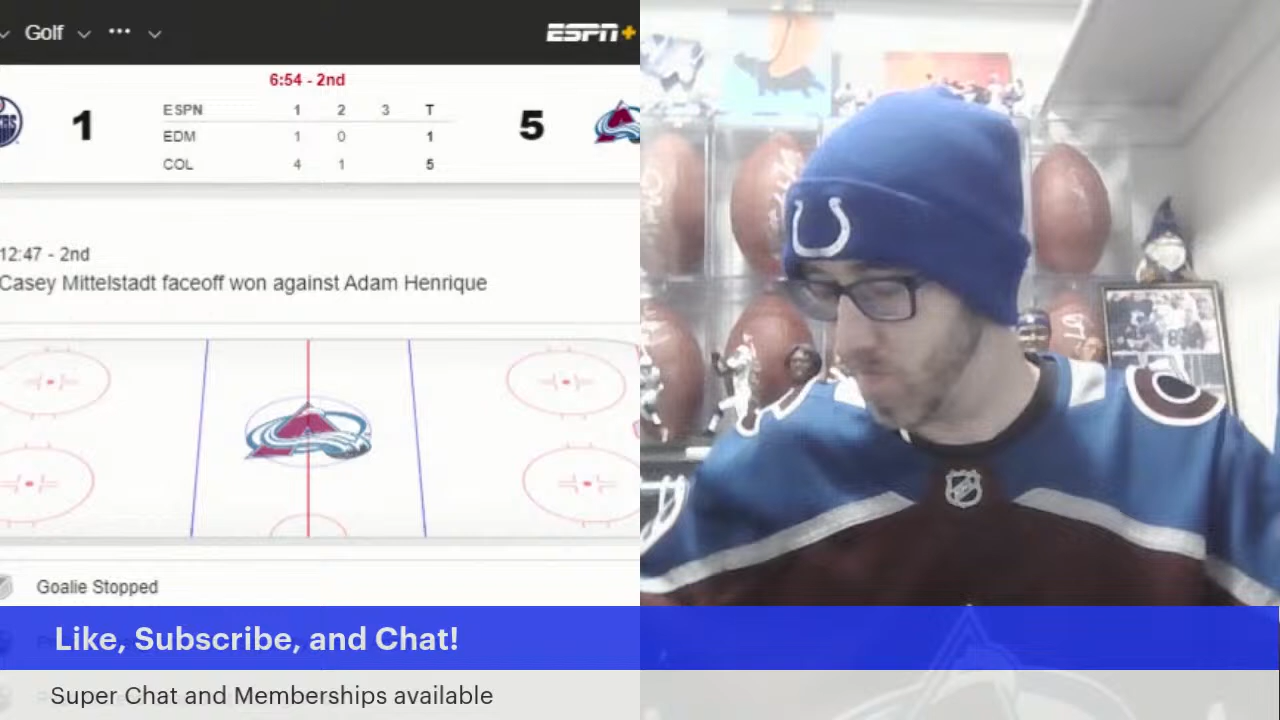 Golf
ESPN+
6:54 - 2nd
1
ESPN 1 2 3 T
EDM 1 0 1
COL 4 1 5
5
12:47 - 2nd
Casey Mittelstadt faceoff won against Adam Henrique
Goalie Stopped
Like, Subscribe, and Chat!
Super Chat and Memberships available